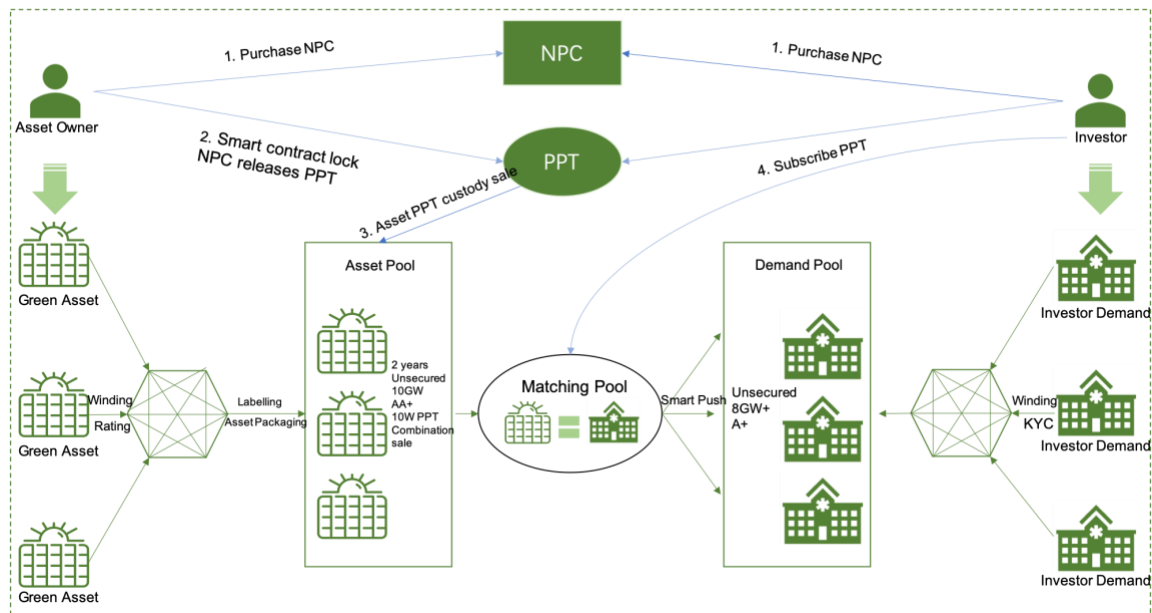 1. Purchase NPC
NPC
1. Purchase NPC
Asset Owner
Investor
2. Smart contract lock
NPC releases PPT
PPT
4. Subscribe PPT
3. Asset PPT custody sale
Asset Pool
Demand Pool
Green Asset
Investor Demand
2 years
Unsecured
10GW
AA+
10W PPT
Combination
sale
Matching Pool
Smart Push
Unsecured
8GW+
A+
Winding
Rating
Labelling
Asset Packaging
Winding
KYC
Green Asset
Investor Demand
Green Asset
Investor Demand